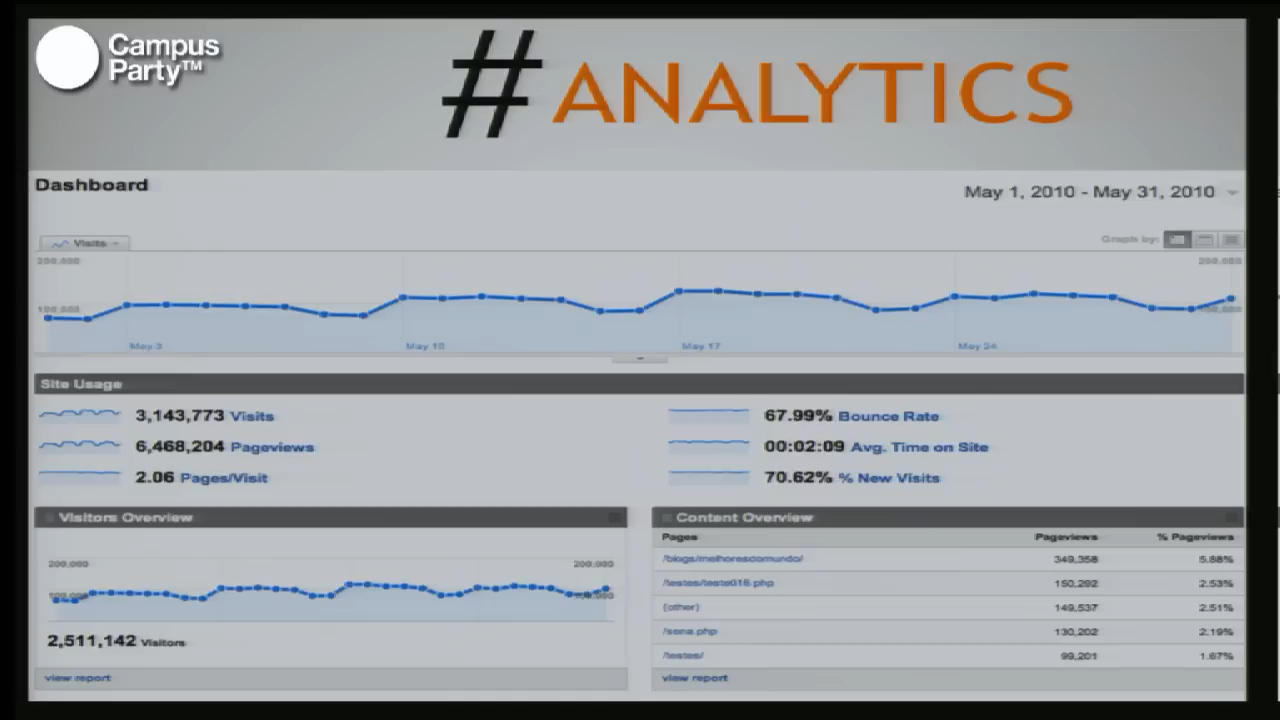 Campus
Party™
#ANALYTICS
Dashboard
May 1, 2010 - May 31, 2010
Visits
Graph by:
200,000
200,000
100,000
100,000
May 3
May 10
May 17
May 24
Site Usage
3,143,773 Visits
67.99% Bounce Rate
6,468,204 Pageviews
00:02:09 Avg. Time on Site
2.06 Pages/Visit
70.62% % New Visits
Visitors Overview
200,000
200,000
100,000
100,000
2,511,142 Visitors
view report
Content Overview
Pages Pageviews % Pageviews
/blogs/melhoresdomundo/ 349,358 5.88%
/testes/teste016.php 150,292 2.53%
(other) 149,537 2.51%
/sena.php 130,202 2.19%
/testes/ 99,201 1.67%
view report